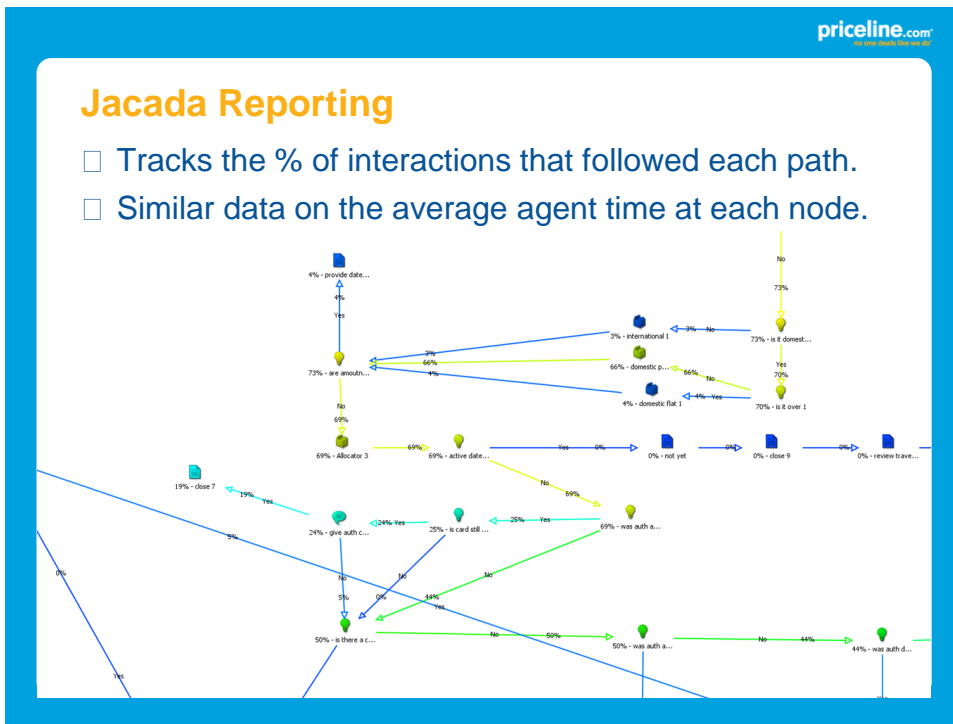 priceline.com
no one deals like we do
Jacada Reporting
Tracks the % of interactions that followed each path.
Similar data on the average agent time at each node.
No
73%
4% - provide date...
4%
Yes
3% No
3% - international 1
73% - is it domest...
3%
66%
4%
73% - are amoutn...
66% - domestic p...
66%
No
Yes
70%
4% Yes
4% - domestic flat 1
70% - is it over 1
No
69%
69% - Allocator 3
69%
69% - active date...
Yes 0%
0% - not yet
0%
0% - close 9
0%
0% - review trave...
No
69%
19% - close 7
19%
Yes
24% - give auth c...
24% Yes
25% - is card still ...
25% Yes
69% - was auth a...
5%
0%
No
No
No
5%
0%
44%
Yes
50% - is there a c...
No 50%
50% - was auth a...
No 44%
44% - was auth d...
Yes
Yes